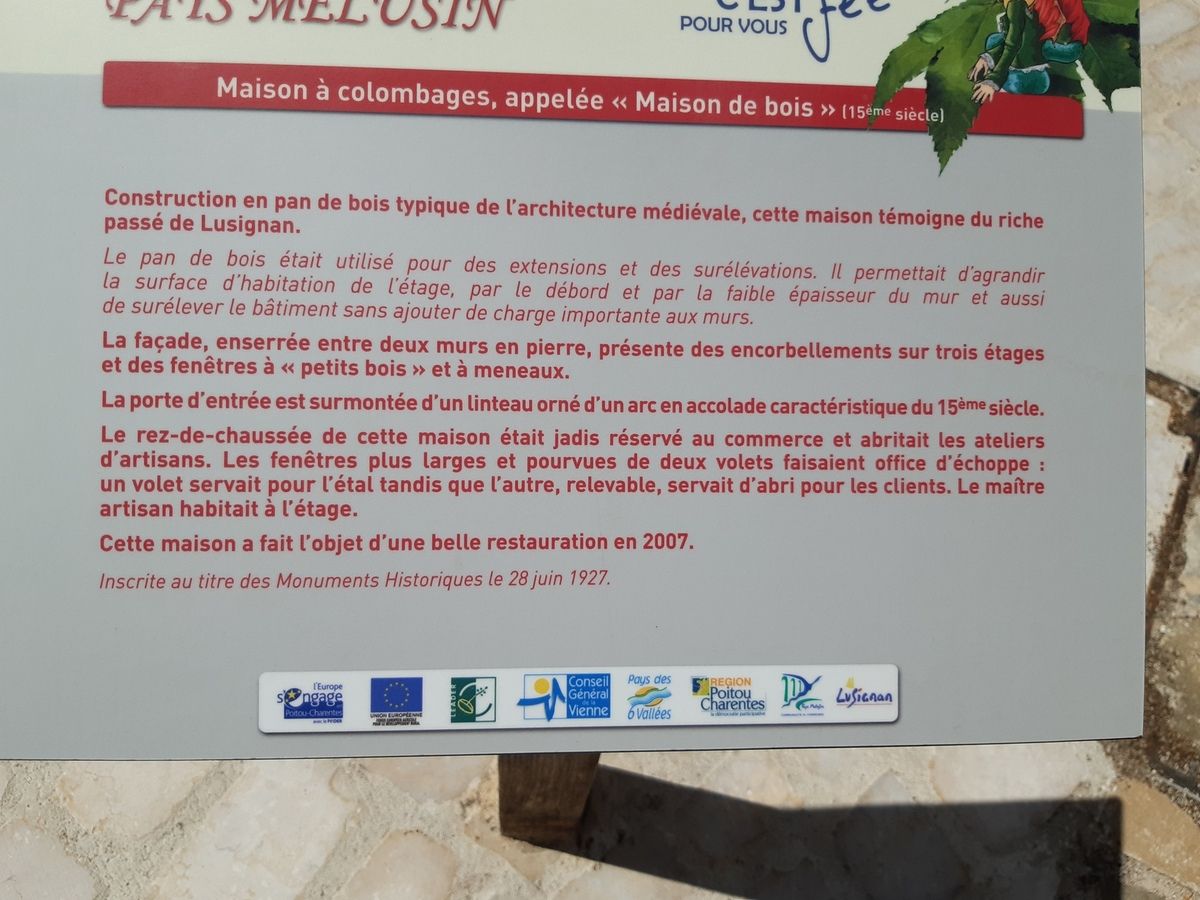 PAYS MÉLUSIN
C'EST fée
POUR VOUS
Maison à colombages, appelée « Maison de bois » (15ème siècle)
Construction en pan de bois typique de l'architecture médiévale, cette maison témoigne du riche
passé de Lusignan.
Le pan de bois était utilisé pour des extensions et des surélévations. Il permettait d'agrandir
la surface d'habitation de l'étage, par le débord et par la faible épaisseur du mur et aussi
de surélever le bâtiment sans ajouter de charge importante aux murs.
La façade, enserrée entre deux murs en pierre, présente des encorbellements sur trois étages
et des fenêtres à « petits bois » et à meneaux.
La porte d'entrée est surmontée d'un linteau orné d'un arc en accolade caractéristique du 15ème siècle.
Le rez-de-chaussée de cette maison était jadis réservé au commerce et abritait les ateliers
d'artisans. Les fenêtres plus larges et pourvues de deux volets faisaient office d'échoppe :
un volet servait pour l'étal tandis que l'autre, relevable, servait d'abri pour les clients. Le maître
artisan habitait à l'étage.
Cette maison a fait l'objet d'une belle restauration en 2007.
Inscrite au titre des Monuments Historiques le 28 juin 1927.
l'Europe
s'engage
Poitou-Charentes
avec le FEADER
UNION EUROPÉENNE
LEADER
Conseil
Général
de la
Vienne
Pays des
6 Vallées
REGION
Poitou
Charentes
la démocratie participative
Lusignan